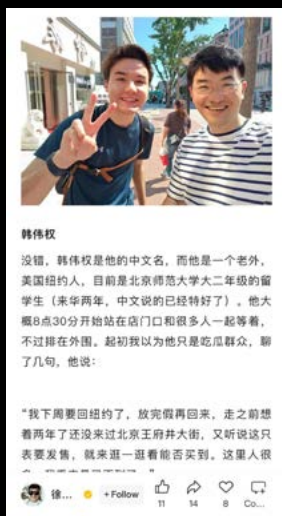 韩伟权
没错，韩伟权是他的中文名，而他是一个老外，
美国纽约人，目前是北京师范大学大二年级的留
学生（来华两年，中文说的已经特好了）。他大
概8点30分开始站在店门口和很多人一起等着，
不过排在外围。起初我以为他只是吃瓜群众，聊
了几句，他说：
“我下周要回纽约了，放完假再回来，走之前想
着两年了还没来过北京王府井大街，又听说这只
表要发售，就来逛一逛看能否买到。这里人很
徐... +Follow 11 14 8 Co...